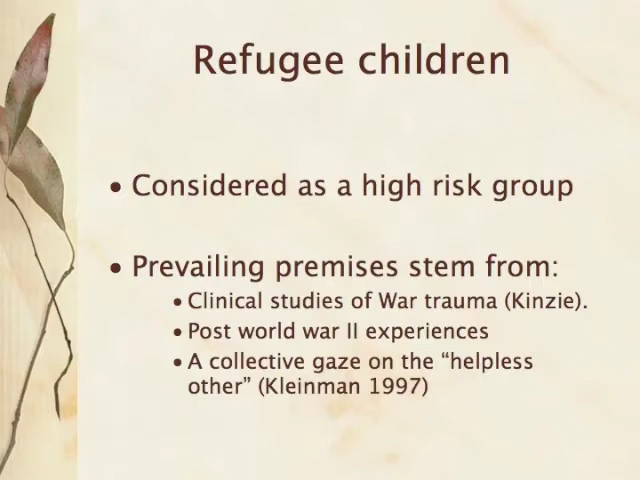 Refugee children
• Considered as a high risk group
• Prevailing premises stem from:
• Clinical studies of War trauma (Kinzie).
• Post world war II experiences
• A collective gaze on the “helpless
other” (Kleinman 1997)